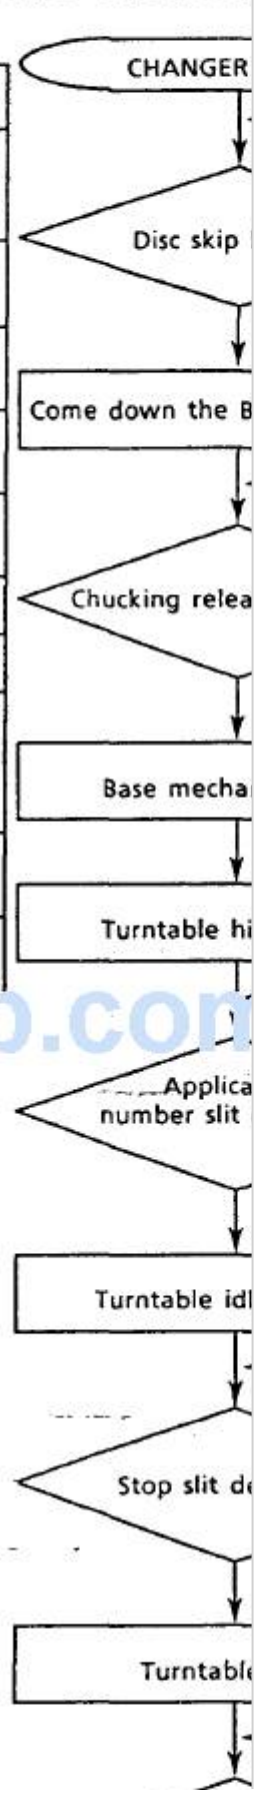 CHANGER
Disc skip
Come down the B
Chucking relea
Base mecha
Turntable hi
p.com
Applica
number slit
Turntable idl
Stop slit de
Turntable